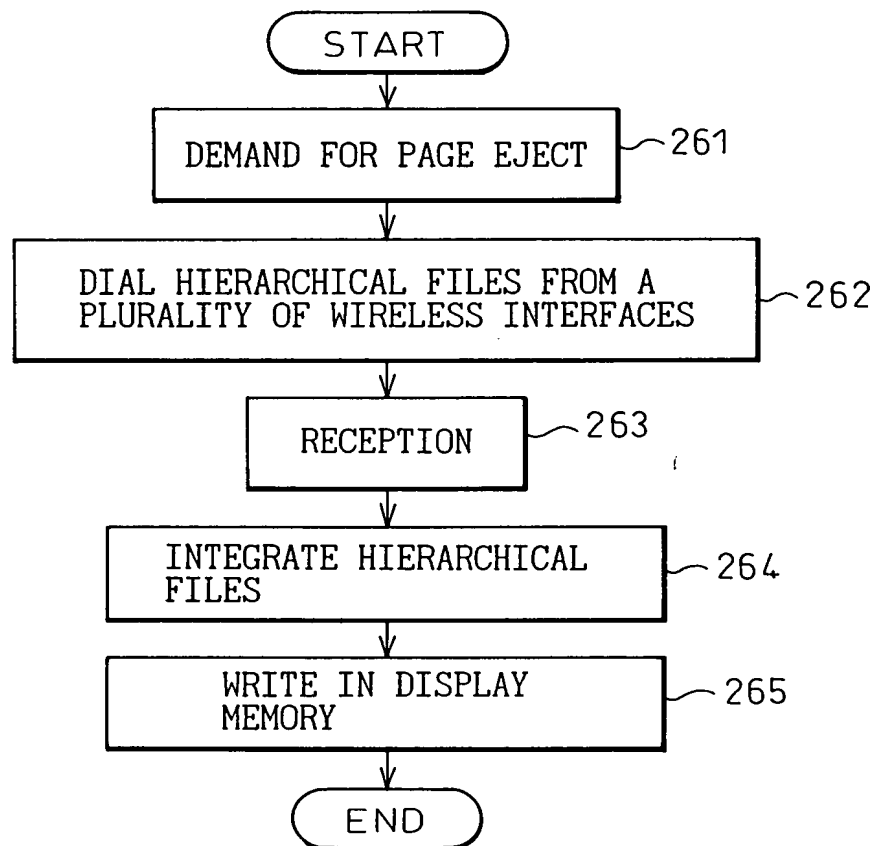 START
DEMAND FOR PAGE EJECT
261
DIAL HIERARCHICAL FILES FROM A
PLURALITY OF WIRELESS INTERFACES
262
RECEPTION
263
INTEGRATE HIERARCHICAL
FILES
264
WRITE IN DISPLAY
MEMORY
265
END